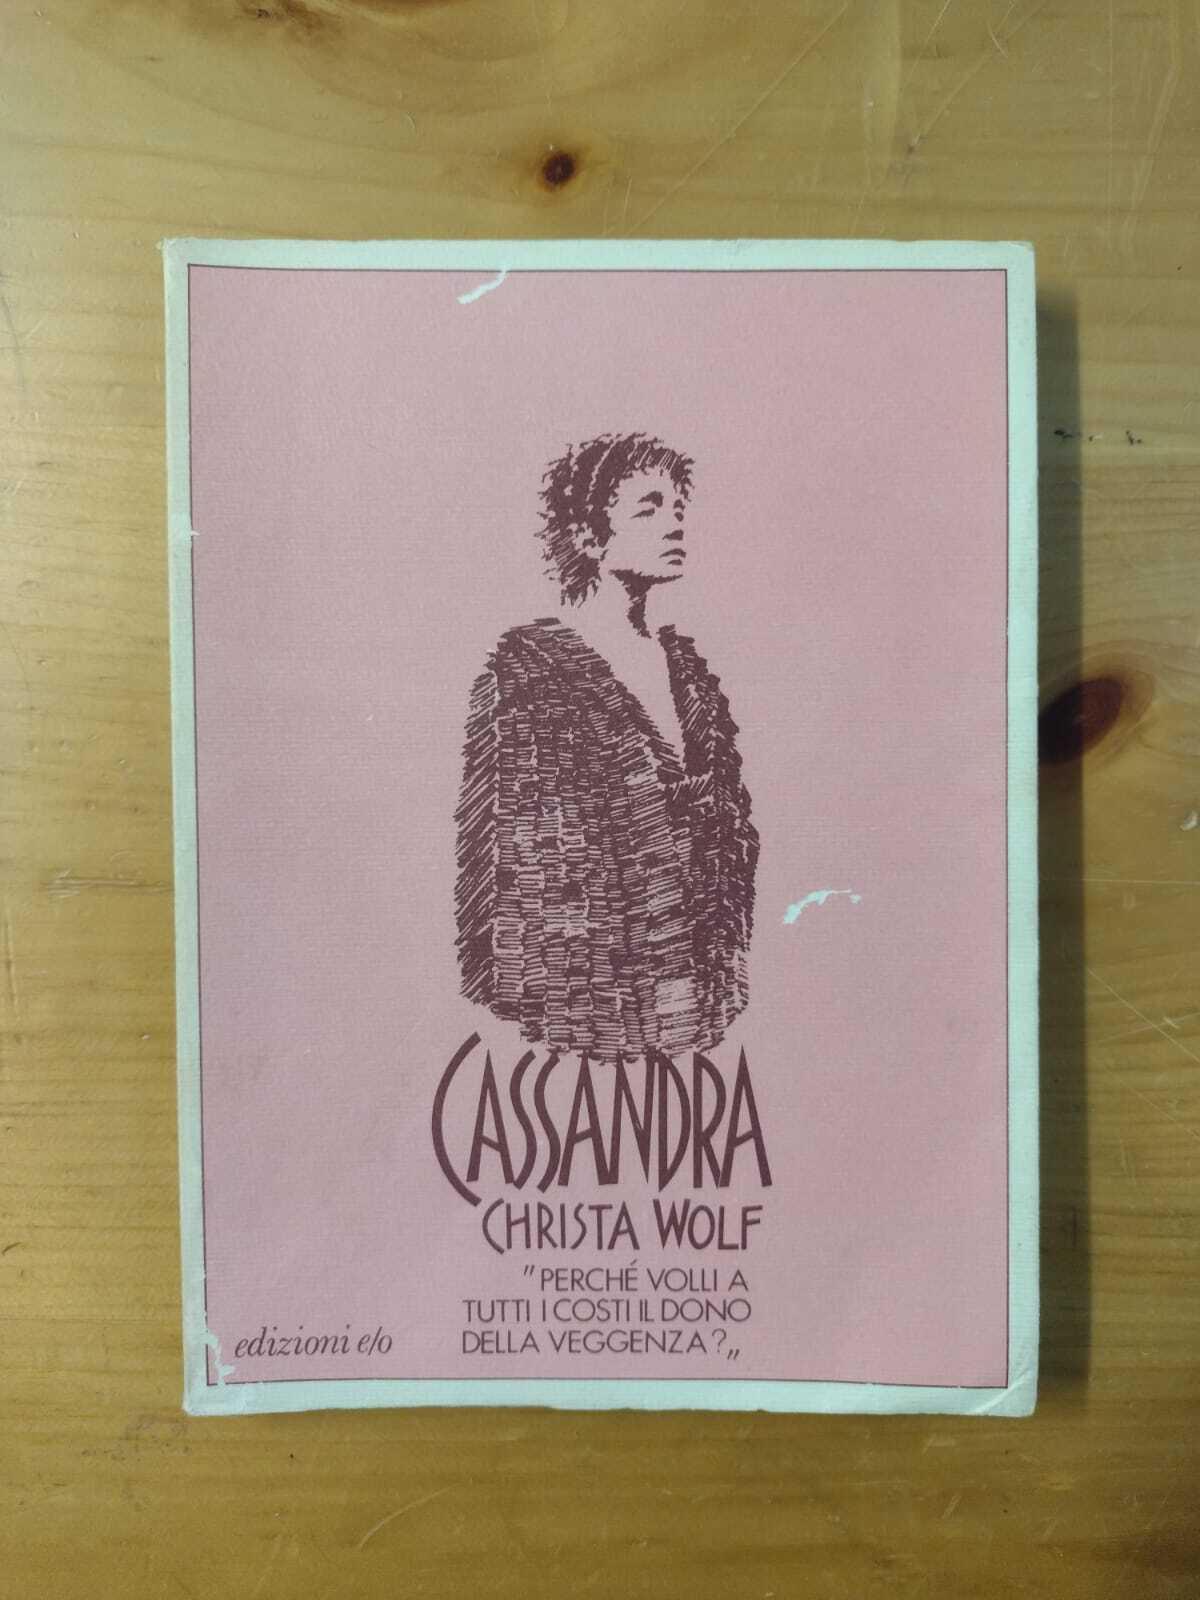 CASSANDRA
CHRISTA WOLF
"PERCHÉ VOLLI A
TUTTI I COSTI IL DONO
DELLA VEGGENZA?„
edizioni e/o